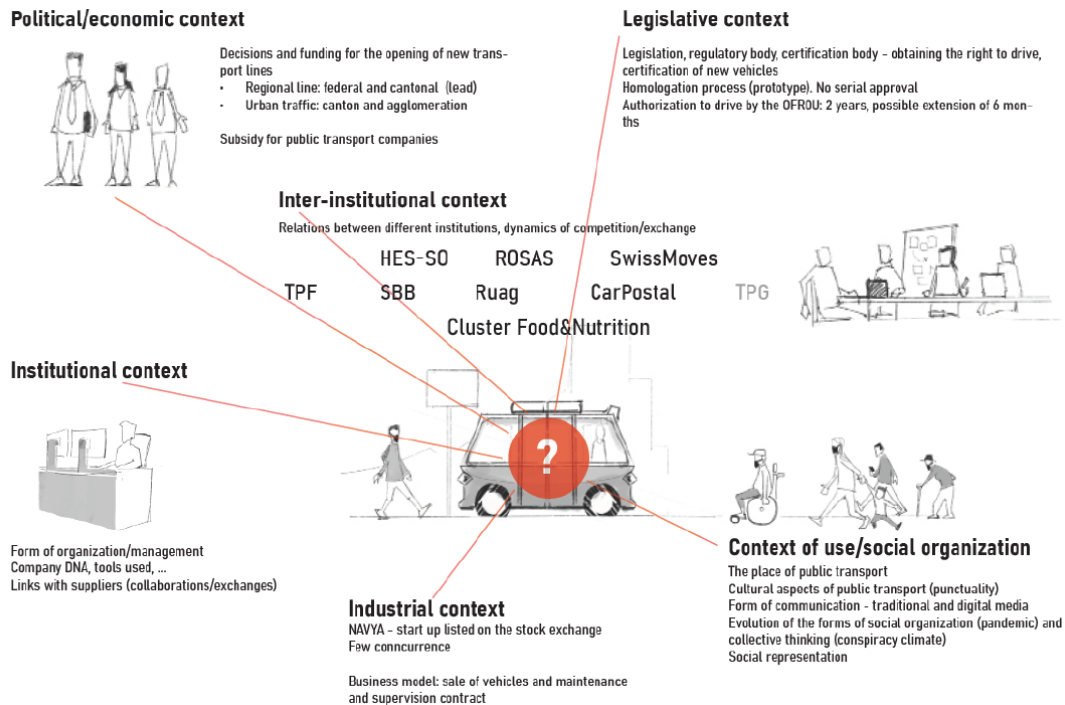 Political/economic context
Decisions and funding for the opening of new trans-
port lines
• Regional line: federal and cantonal (lead)
• Urban traffic: canton and agglomeration
Subsidy for public transport companies
Legislative context
Legislation, regulatory body, certification body - obtaining the right to drive,
certification of new vehicles
Homologation process (prototype). No serial approval
Authorization to drive by the OFROU: 2 years, possible extension of 6 mon-
ths
Inter-institutional context
Relations between different institutions, dynamics of competition/exchange
HES-SO ROSAS SwissMoves
TPF SBB Ruag CarPostal TPG
Cluster Food&Nutrition
Institutional context
Form of organization/management
Company DNA, tools used, ...
Links with suppliers (collaborations/exchanges)
?
Industrial context
NAVYA - start up listed on the stock exchange
Few conncurrence
Business model: sale of vehicles and maintenance
and supervision contract
Context of use/social organization
The place of public transport
Cultural aspects of public transport (punctuality)
Form of communication - traditional and digital media
Evolution of the forms of social organization (pandemic) and
collective thinking (conspiracy climate)
Social representation